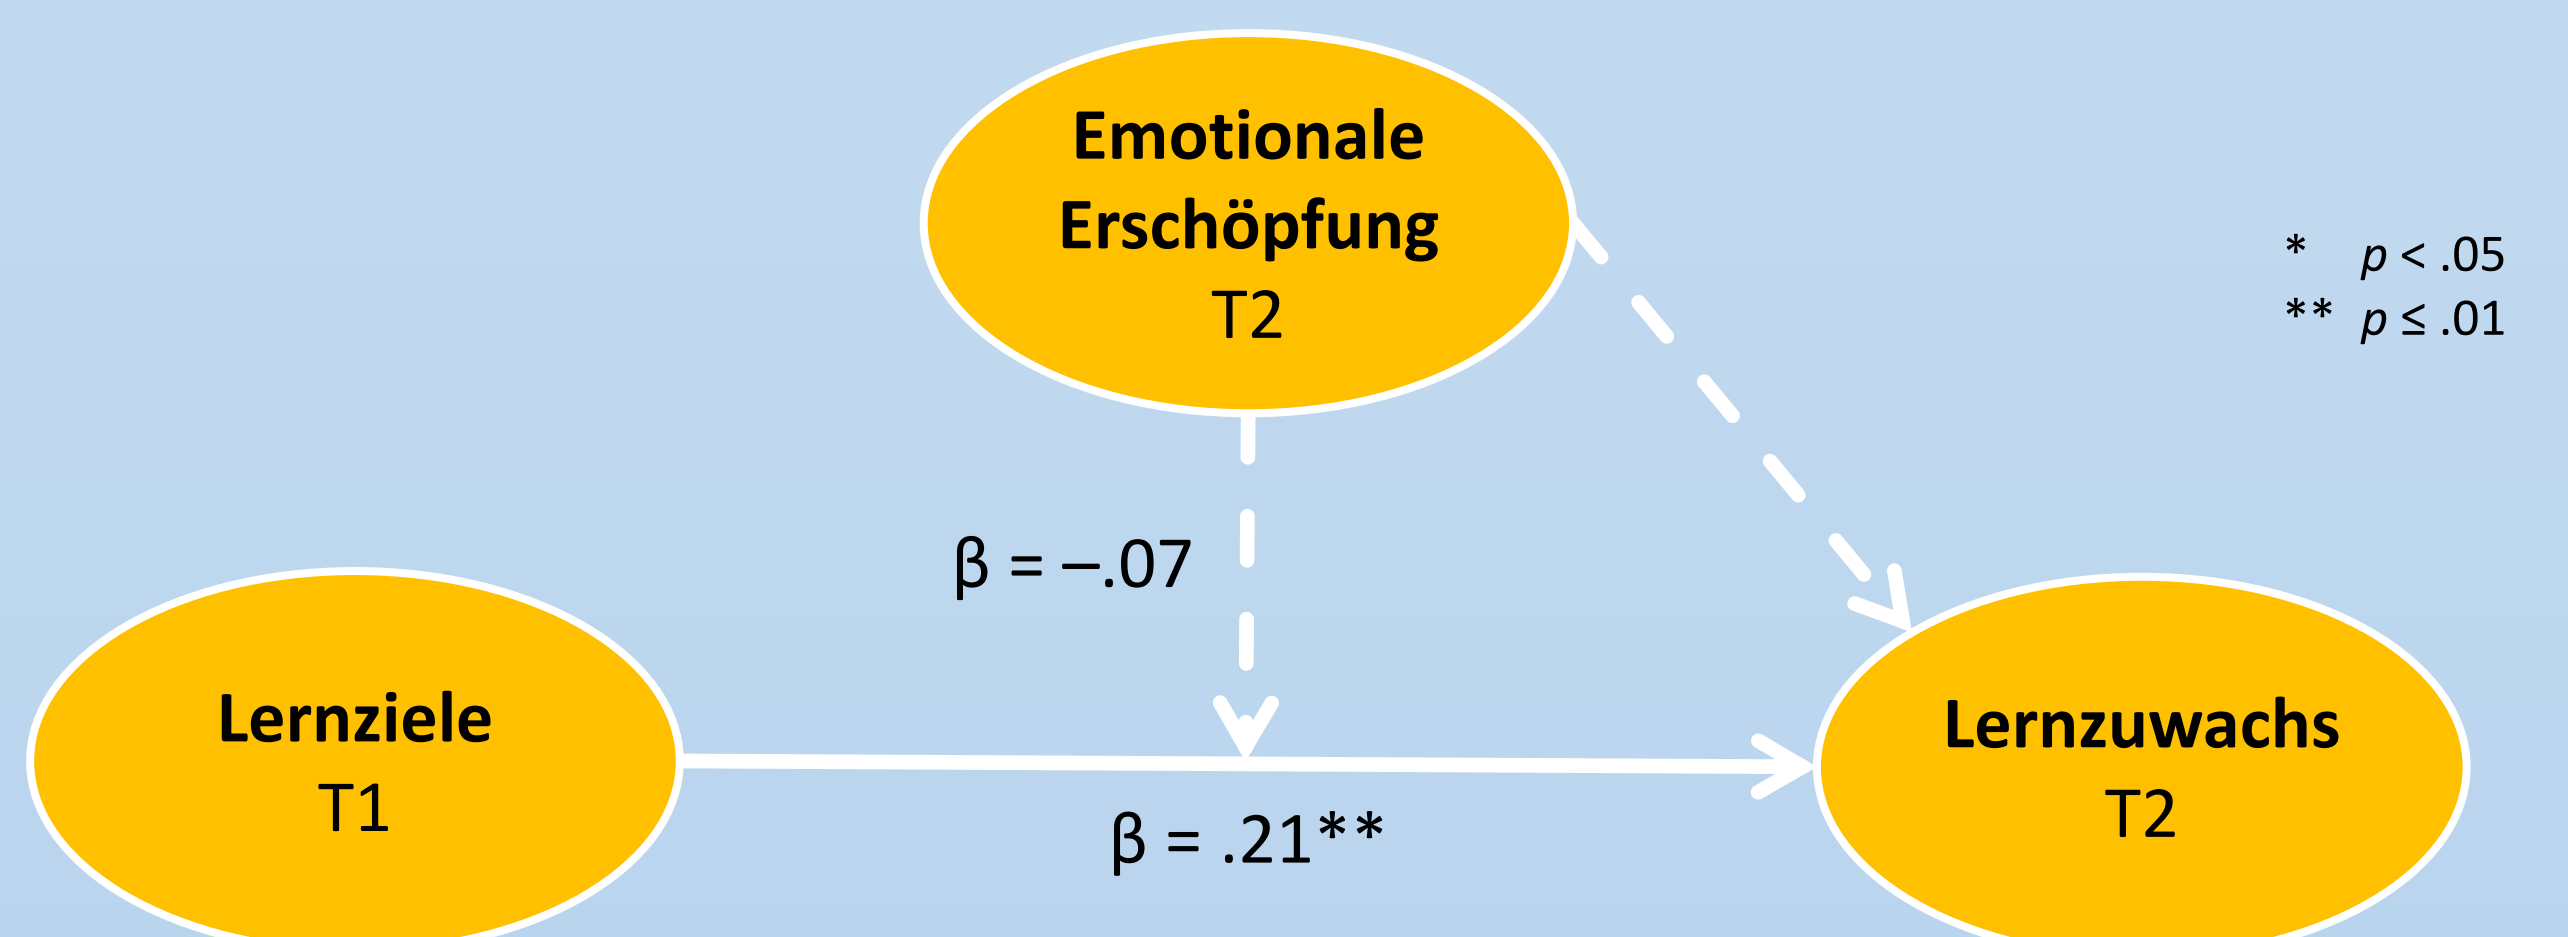 Emotionale
Erschöpfung
T2
* p < .05
** p ≤ .01
β = –.07
Lernziele
T1
Lernzuwachs
T2
β = .21**